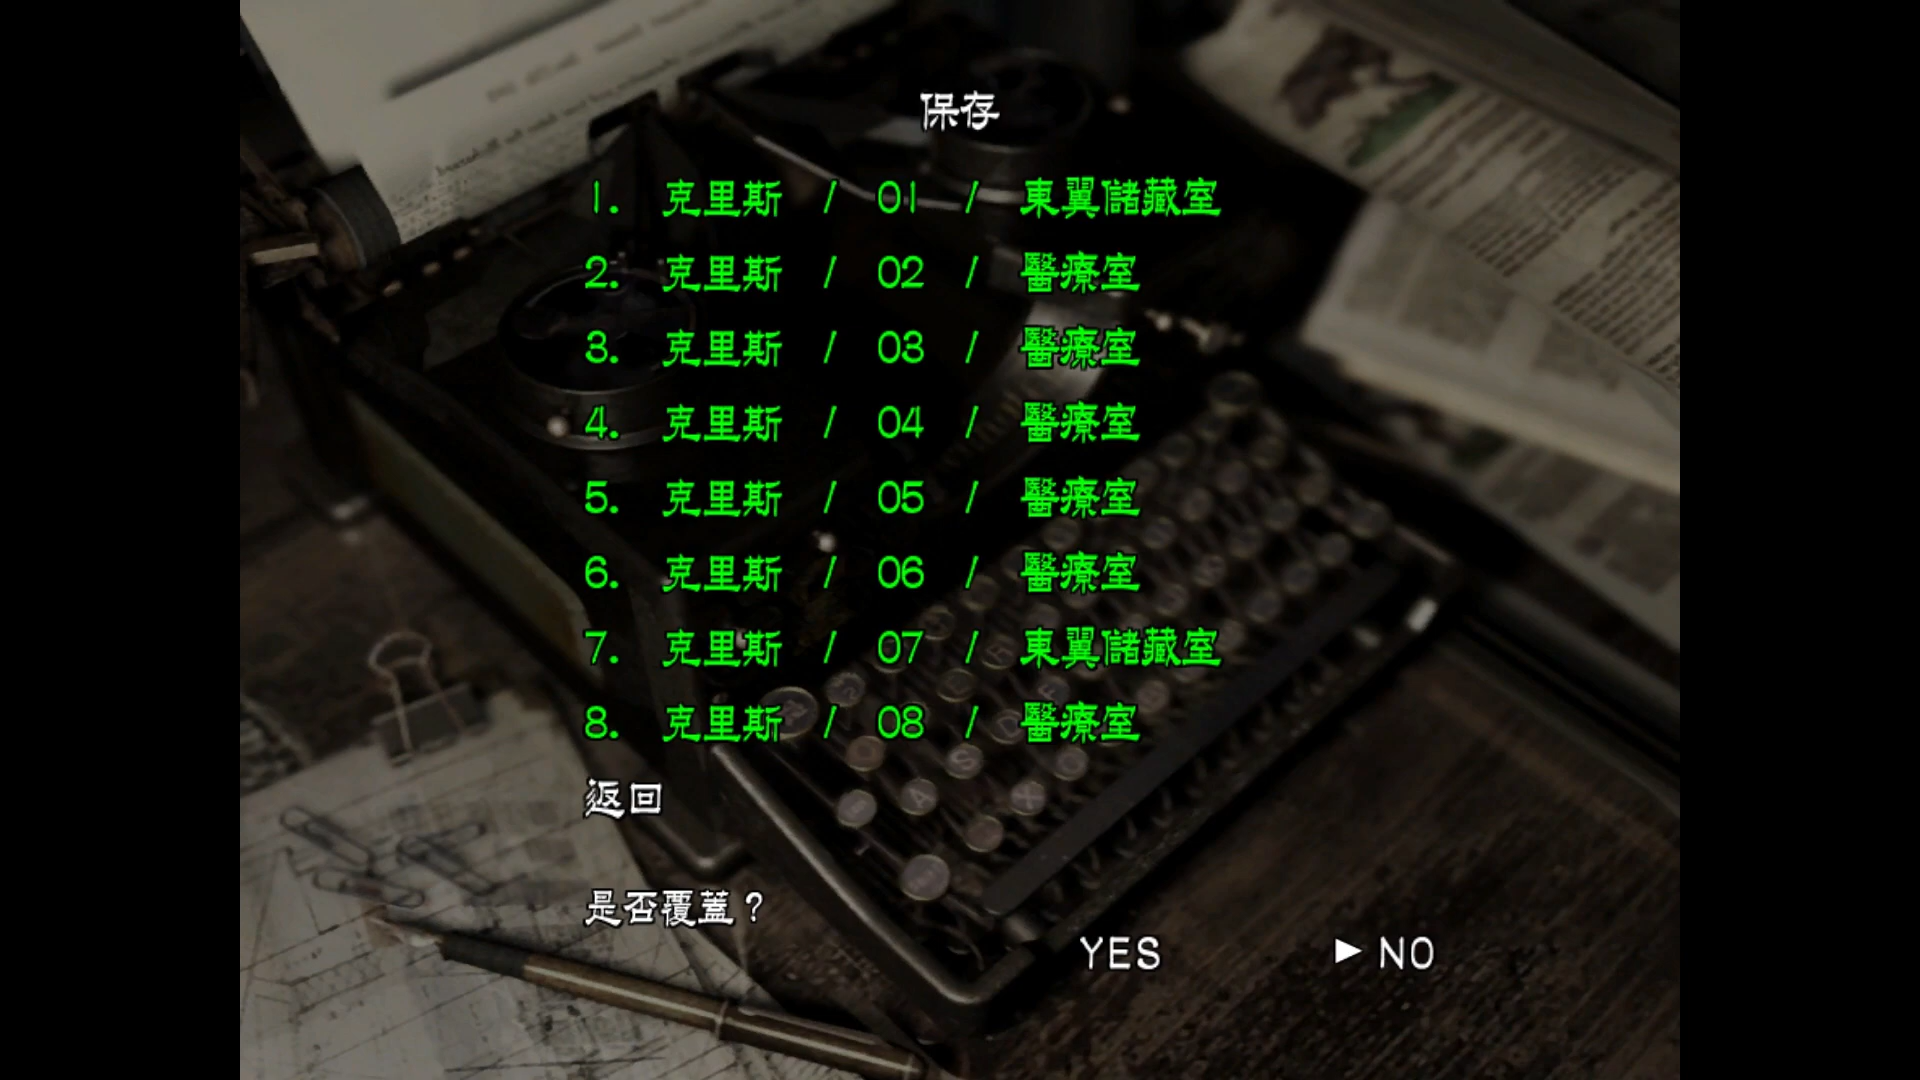 保存
1. 克里斯 / 01 / 東翼儲藏室
2. 克里斯 / 02 / 醫療室
3. 克里斯 / 03 / 醫療室
4. 克里斯 / 04 / 醫療室
5. 克里斯 / 05 / 醫療室
6. 克里斯 / 06 / 醫療室
7. 克里斯 / 07 / 東翼儲藏室
8. 克里斯 / 08 / 醫療室
返回
是否覆蓋？
YES ▶ NO